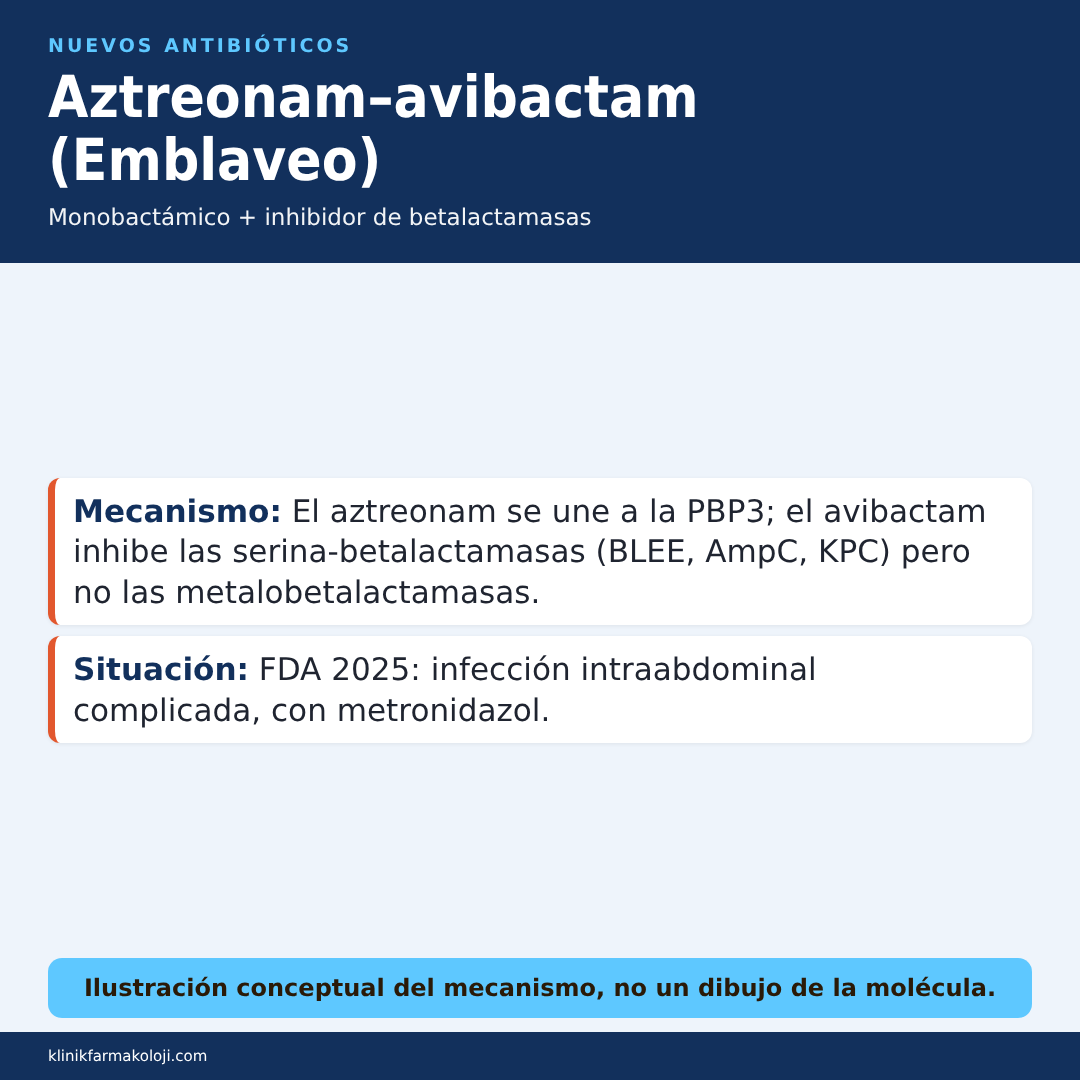 NUEVOS ANTIBIÓTICOS
Aztreonam–avibactam
(Emblaveo)
Monobactámico + inhibidor de betalactamasas
Mecanismo: El aztreonam se une a la PBP3; el avibactam
inhibe las serina-betalactamasas (BLEE, AmpC, KPC) pero
no las metalobetalactamasas.
Situación: FDA 2025: infección intraabdominal
complicada, con metronidazol.
Ilustración conceptual del mecanismo, no un dibujo de la molécula.
klinikfarmakoloji.com